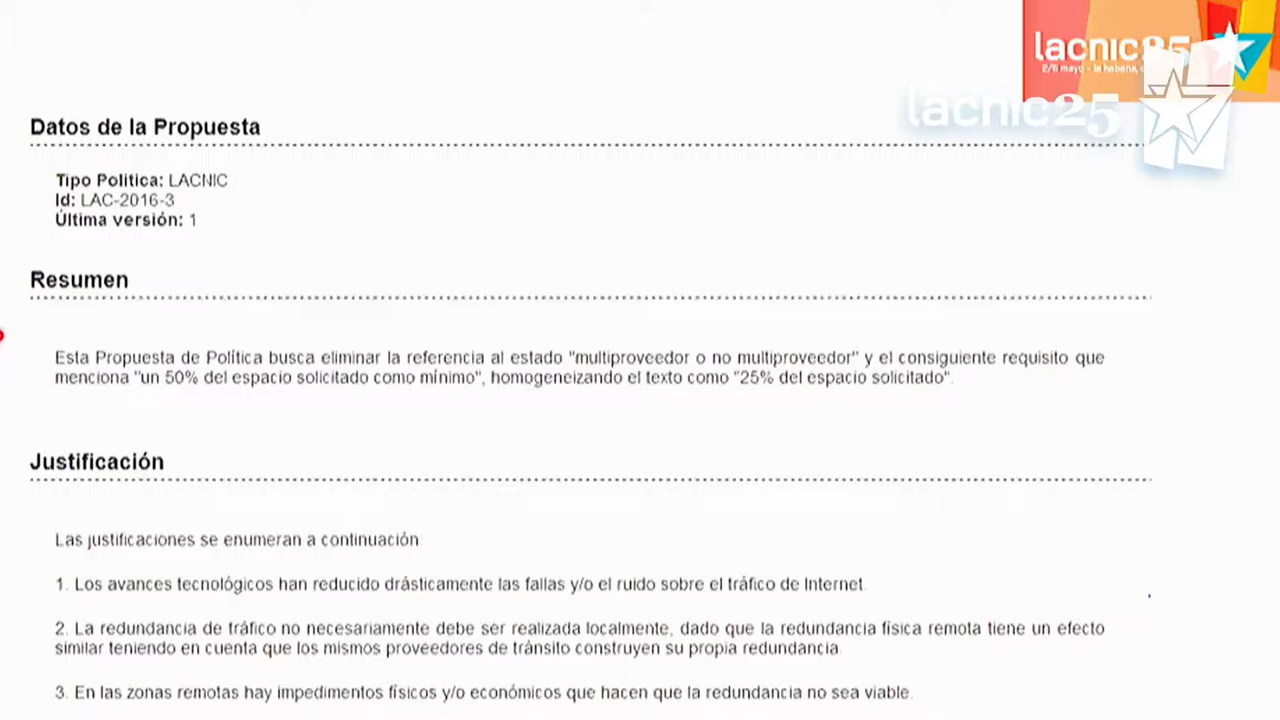 lacnic25
2/6 mayo - la habana, c
lacnic25
Datos de la Propuesta
Tipo Politica: LACNIC
Id: LAC-2016-3
Última versión: 1
Resumen
Esta Propuesta de Política busca eliminar la referencia al estado "multiproveedor o no multiproveedor" y el consiguiente requisito que
menciona "un 50% del espacio solicitado como mínimo", homogeneizando el texto como "25% del espacio solicitado".
Justificación
Las justificaciones se enumeran a continuación:
1. Los avances tecnológicos han reducido drásticamente las fallas y/o el ruido sobre el tráfico de Internet.
2. La redundancia de tráfico no necesariamente debe ser realizada localmente, dado que la redundancia física remota tiene un efecto
similar teniendo en cuenta que los mismos proveedores de tránsito construyen su propia redundancia.
3. En las zonas remotas hay impedimentos físicos y/o económicos que hacen que la redundancia no sea viable.